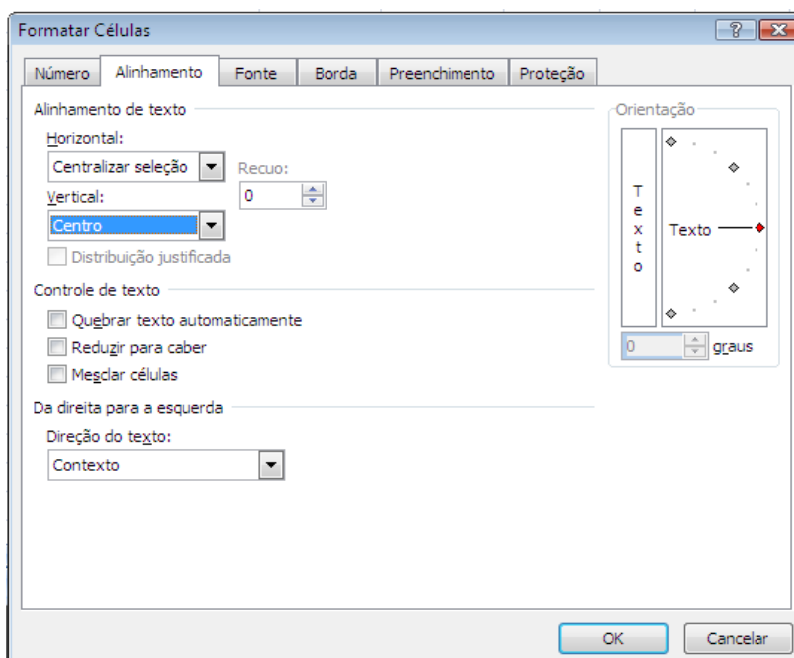 Formatar Células
Número Alinhamento Fonte Borda Preenchimento Proteção
Alinhamento de texto
Horizontal:
Centralizar seleção
Recuo:
0
Vertical:
Centro
Distribuição justificada
Controle de texto
Quebrar texto automaticamente
Reduzir para caber
Mesclar células
Da direita para a esquerda
Direção do texto:
Contexto
Orientação
Texto
Texto
0 graus
OK Cancelar